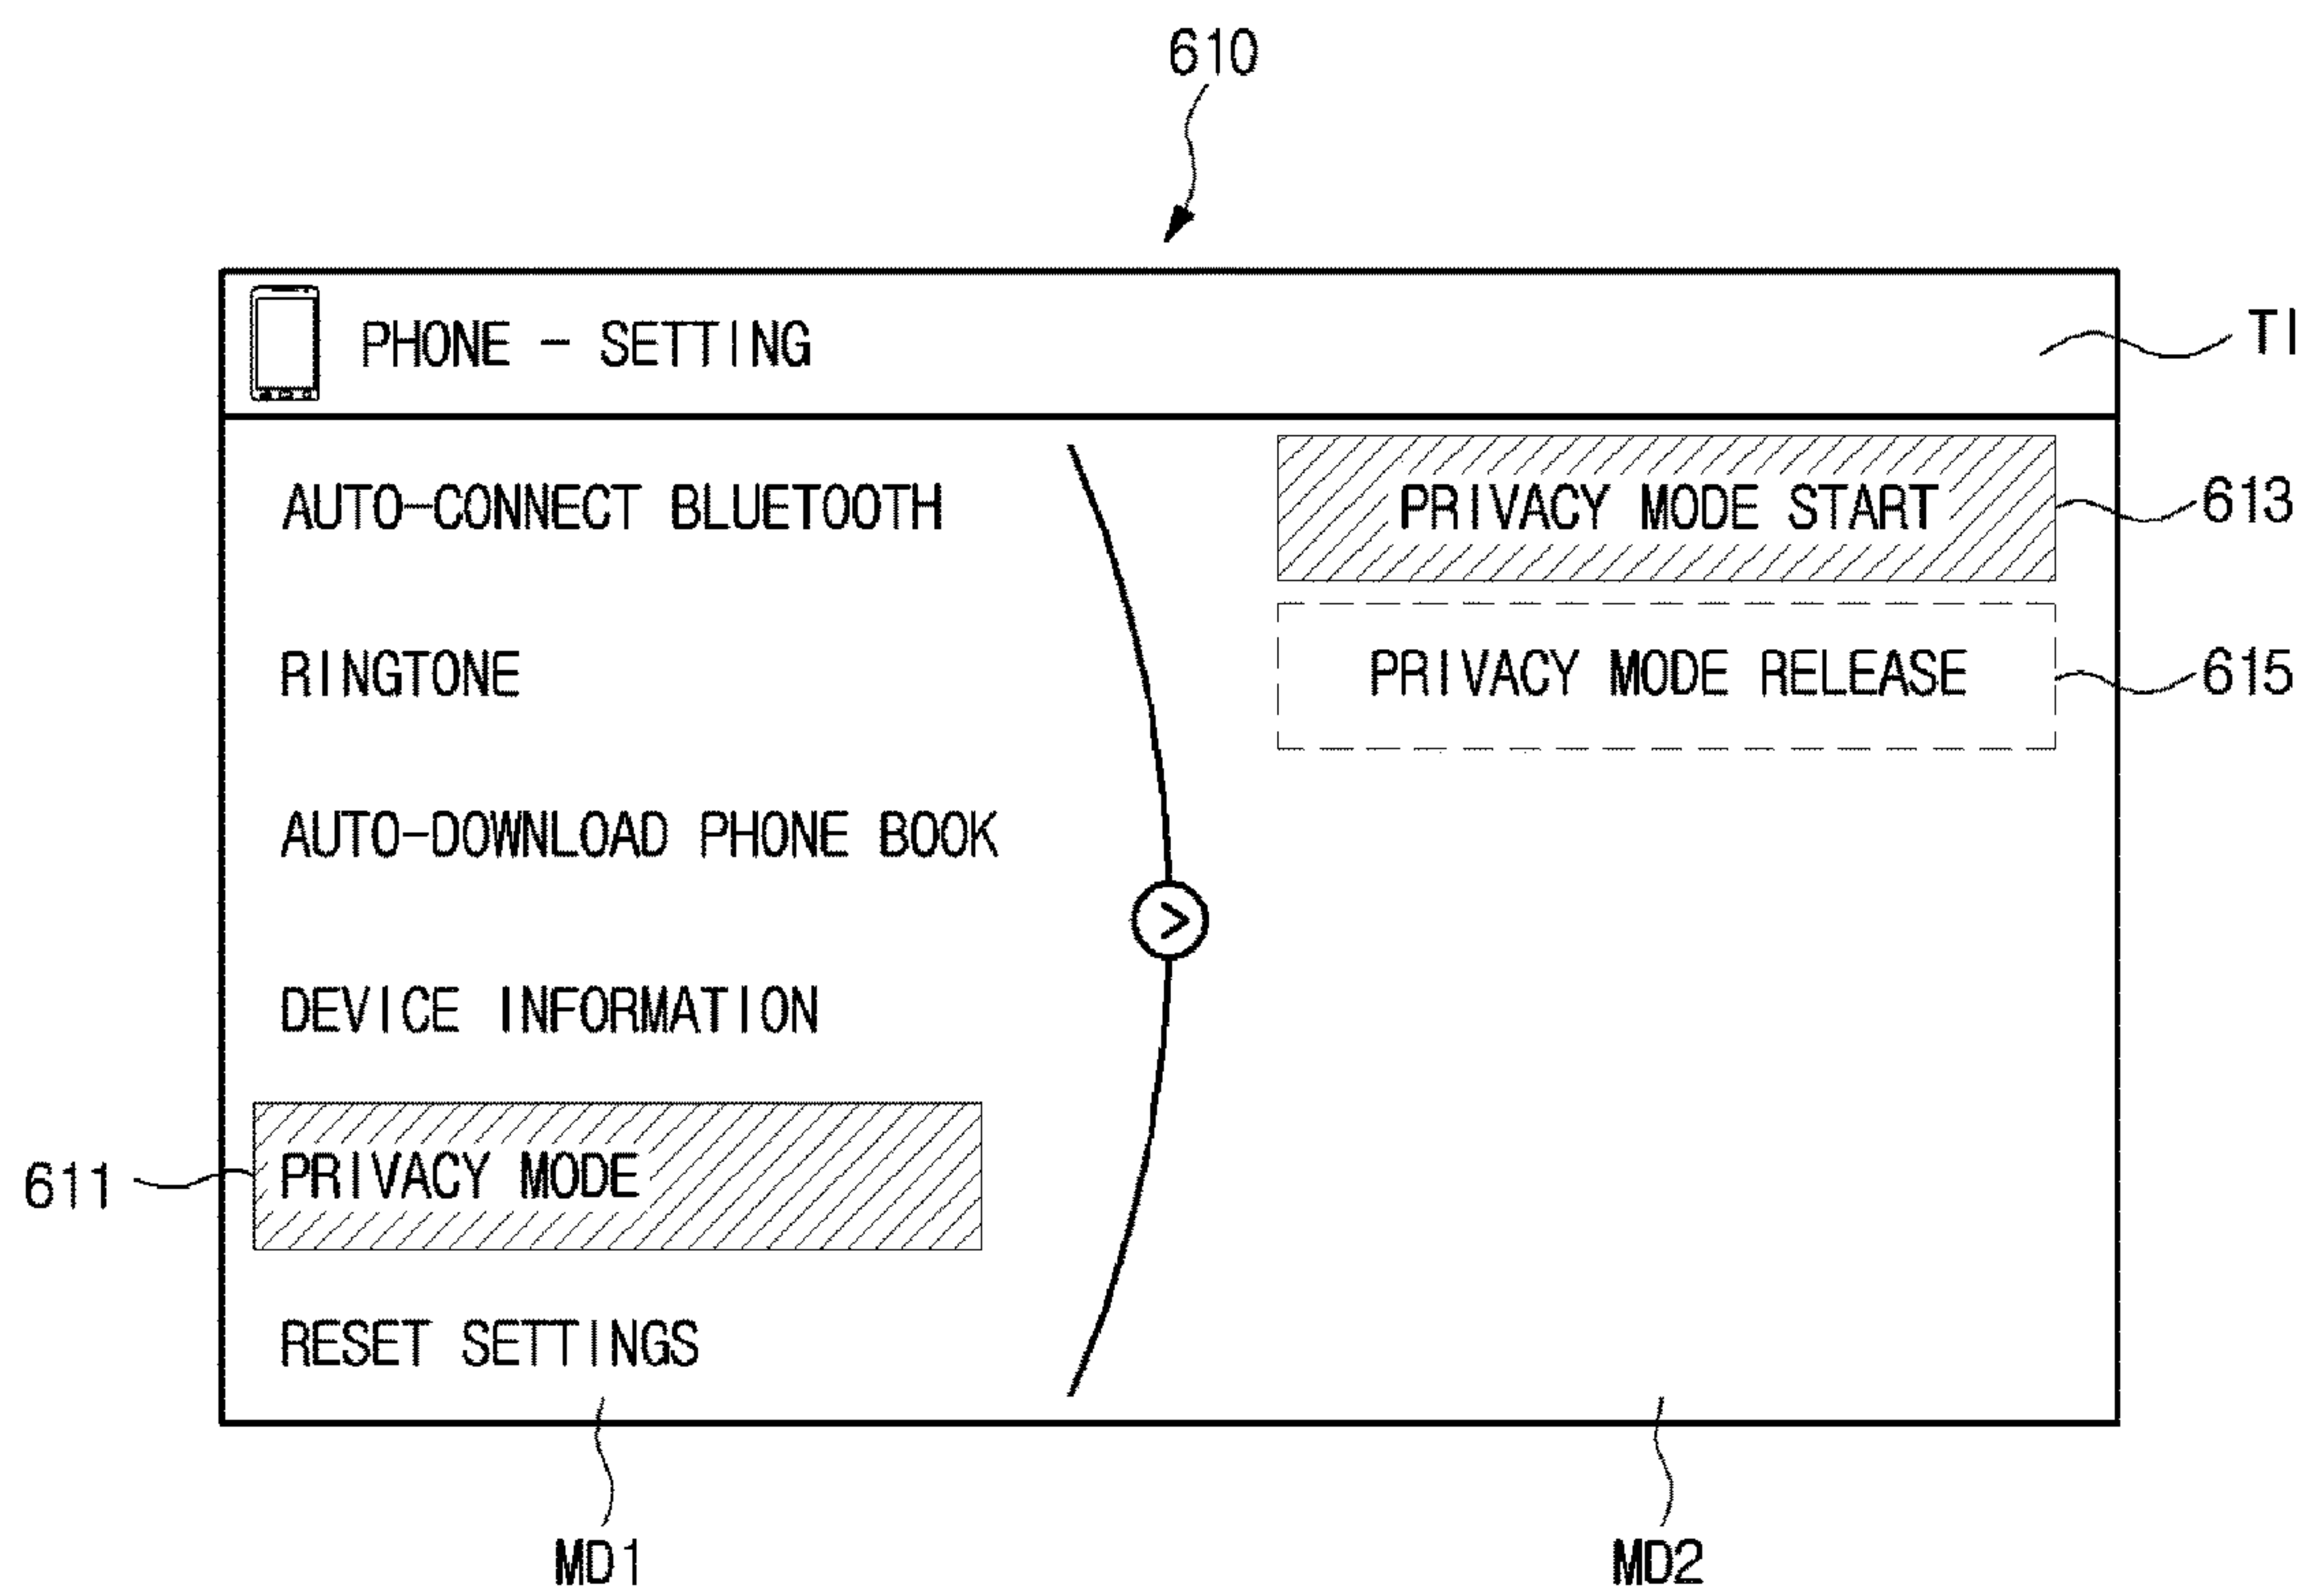 610
PHONE - SETTING
TI
AUTO-CONNECT BLUETOOTH
PRIVACY MODE START
613
RINGTONE
PRIVACY MODE RELEASE
615
AUTO-DOWNLOAD PHONE BOOK
>
DEVICE INFORMATION
611
PRIVACY MODE
RESET SETTINGS
MD1
MD2